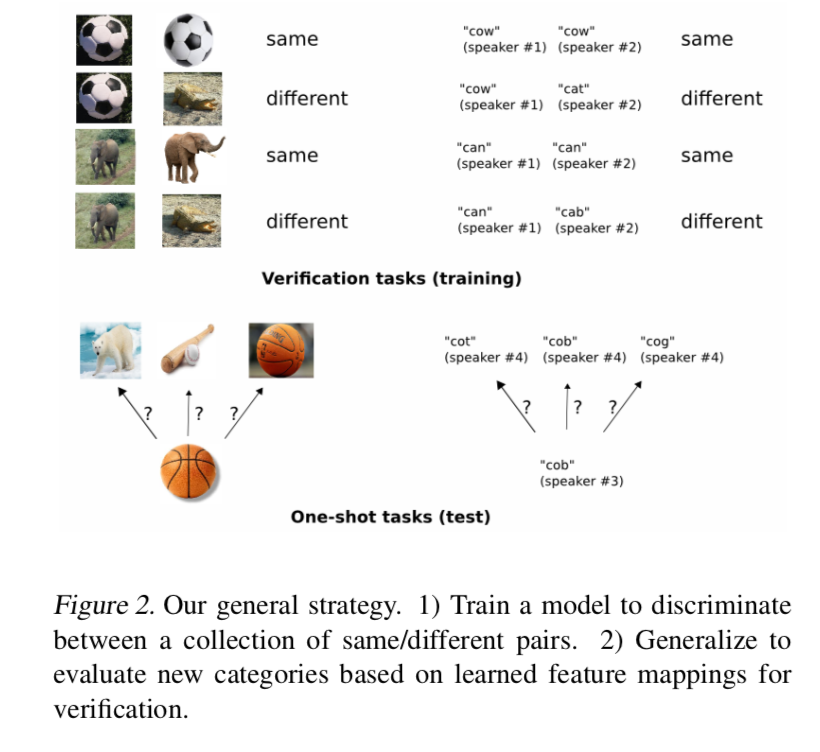 same
"cow" "cow"
(speaker #1) (speaker #2)
same
different
"cow" "cat"
(speaker #1) (speaker #2)
different
same
"can" "can"
(speaker #1) (speaker #2)
same
different
"can" "cab"
(speaker #1) (speaker #2)
different
Verification tasks (training)
"cot" "cob" "cog"
(speaker #4) (speaker #4) (speaker #4)
? ? ?
? ? ?
"cob"
(speaker #3)
One-shot tasks (test)
Figure 2. Our general strategy. 1) Train a model to discriminate
between a collection of same/different pairs. 2) Generalize to
evaluate new categories based on learned feature mappings for
verification.